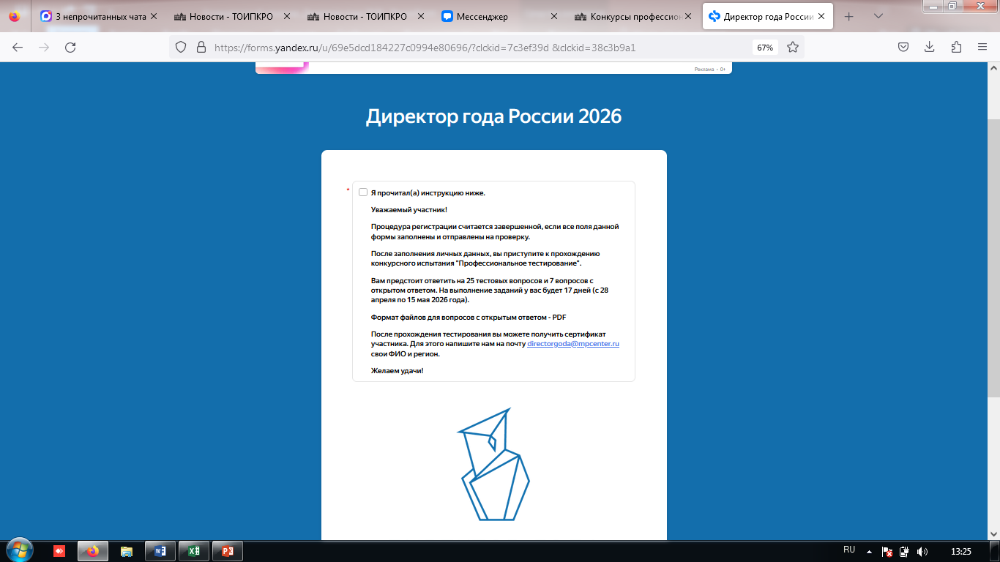 3 непрочитанных чата
Новости - ТОИПКРО
Новости - ТОИПКРО
Мессенджер
Конкурсы профессион
Директор года России
https://forms.yandex.ru/u/69e5dcd184227c0994e80696/?clckid=7c3ef39d &clckid=38c3b9a1
67%
Реклама • 0+
Директор года России 2026
* Я прочитал(а) инструкцию ниже.
Уважаемый участник!
Процедура регистрации считается завершенной, если все поля данной
формы заполнены и отправлены на проверку.
После заполнения личных данных, вы приступите к прохождению
конкурсного испытания "Профессиональное тестирование".
Вам предстоит ответить на 25 тестовых вопросов и 7 вопросов с
открытом ответом. На выполнение заданий у вас будет 17 дней (с 28
апреля по 15 мая 2026 года).
Формат файлов для вопросов с открытым ответом - PDF
После прохождения тестирования вы можете получить сертификат
участника. Для этого напишите нам на почту directorgoda@mpcenter.ru
свои ФИО и регион.
Желаем удачи!
RU
13:25